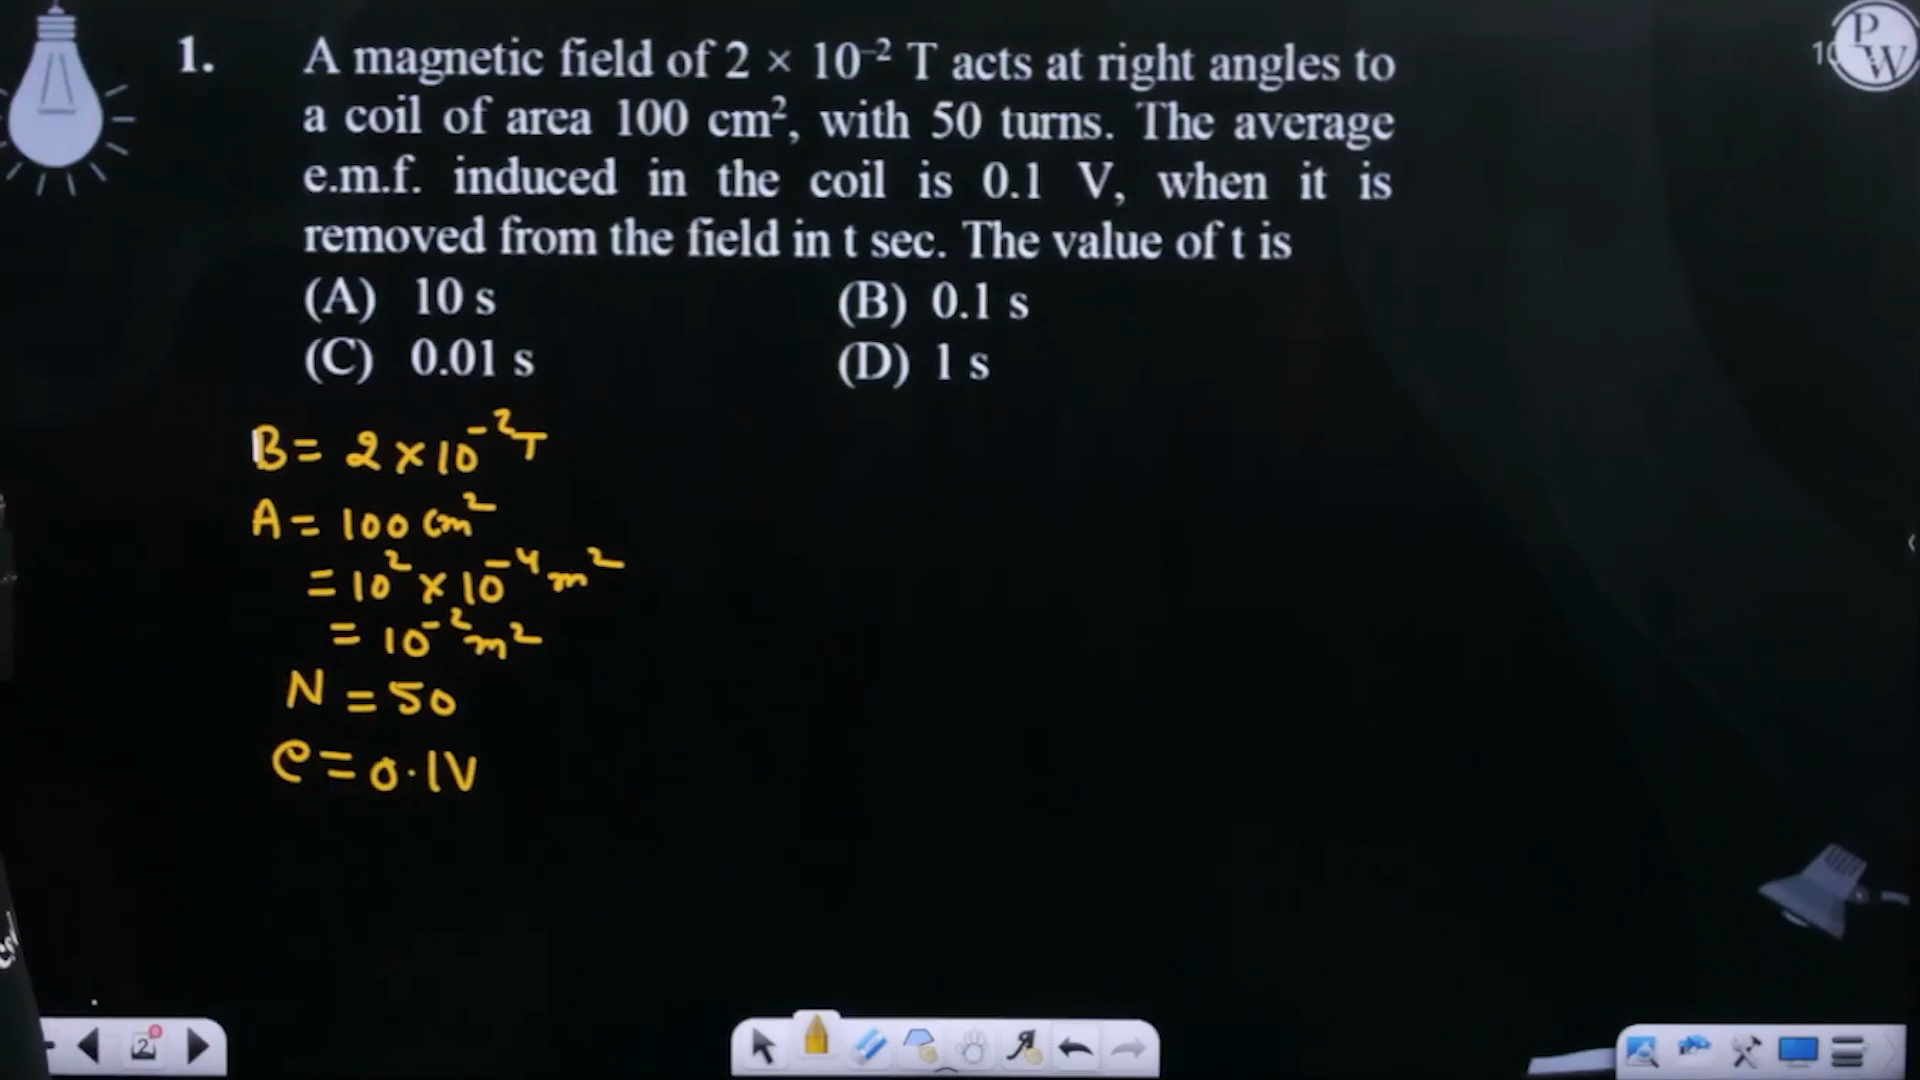 1. A magnetic field of 2 × 10⁻² T acts at right angles to
a coil of area 100 cm², with 50 turns. The average
e.m.f. induced in the coil is 0.1 V, when it is
removed from the field in t sec. The value of t is
(A) 10 s (B) 0.1 s
(C) 0.01 s (D) 1 s
B = 2 × 10⁻² T
A = 100 cm²
= 10² × 10⁻⁴ m²
= 10⁻² m²
N = 50
e = 0.1V
PW
2